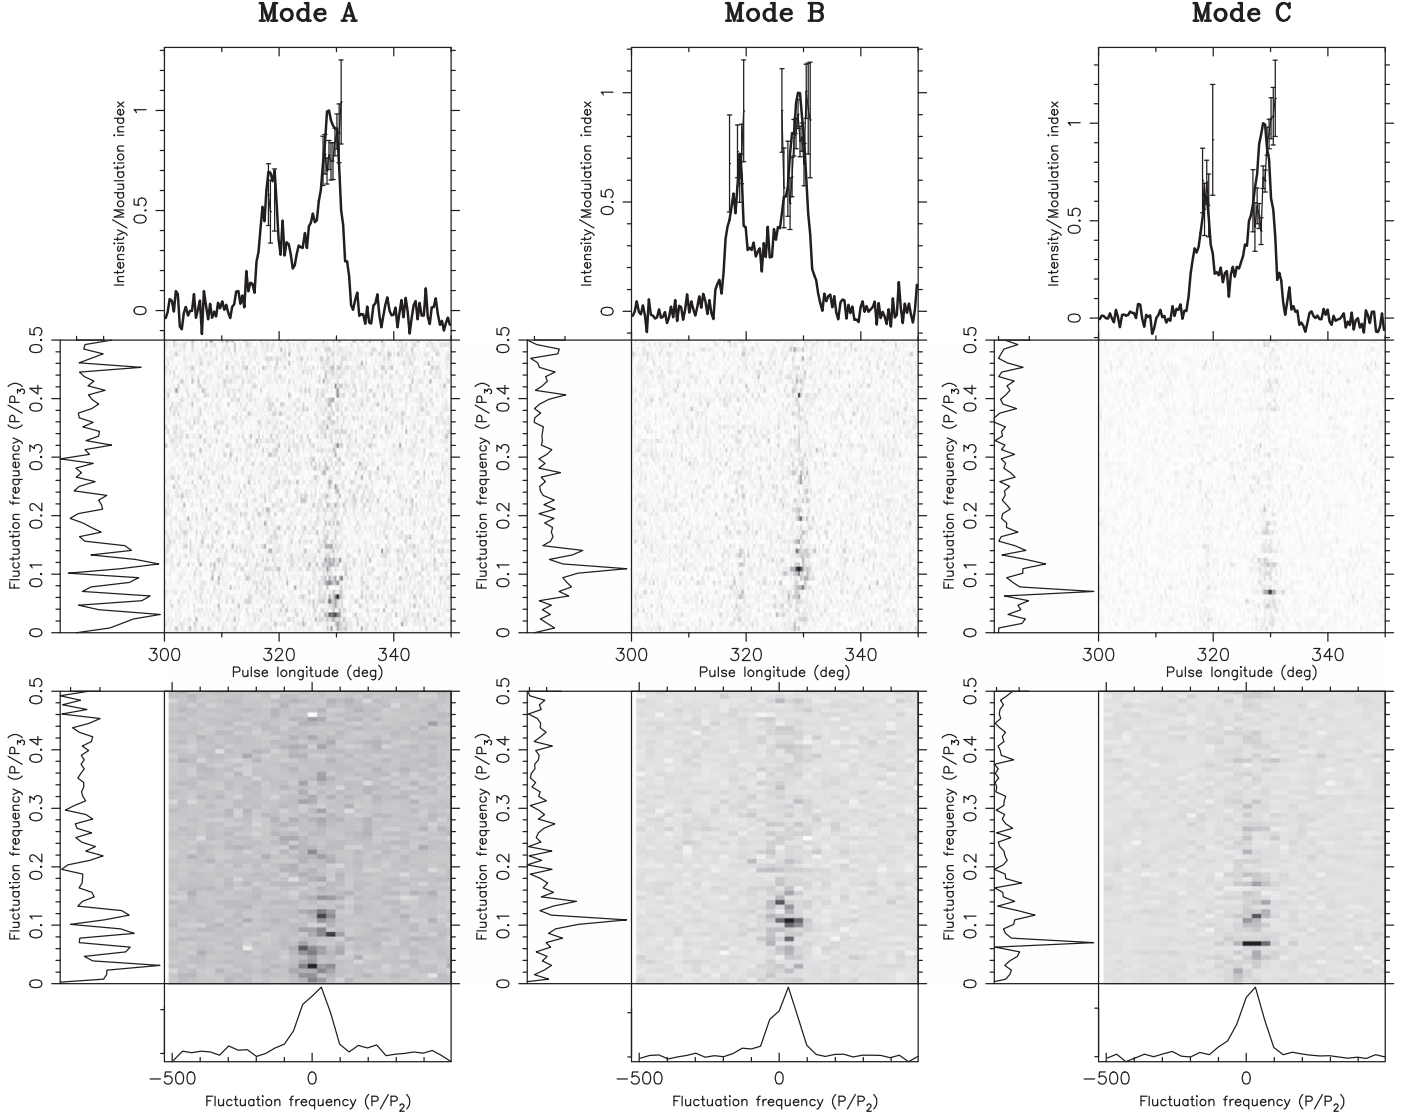 Mode A
Mode B
Mode C
Intensity/Modulation index
0 0.5 1
Intensity/Modulation index
0 0.5 1
Intensity/Modulation index
0 0.5 1
Fluctuation frequency (P/P3)
0 0.1 0.2 0.3 0.4 0.5
Fluctuation frequency (P/P3)
0 0.1 0.2 0.3 0.4 0.5
Fluctuation frequency (P/P3)
0 0.1 0.2 0.3 0.4 0.5
300 320 340
300 320 340
300 320 340
Pulse longitude (deg)
Pulse longitude (deg)
Pulse longitude (deg)
Fluctuation frequency (P/P3)
0 0.1 0.2 0.3 0.4 0.5
Fluctuation frequency (P/P3)
0 0.1 0.2 0.3 0.4 0.5
Fluctuation frequency (P/P3)
0 0.1 0.2 0.3 0.4 0.5
−500 0
−500 0
−500 0
Fluctuation frequency (P/P2)
Fluctuation frequency (P/P2)
Fluctuation frequency (P/P2)